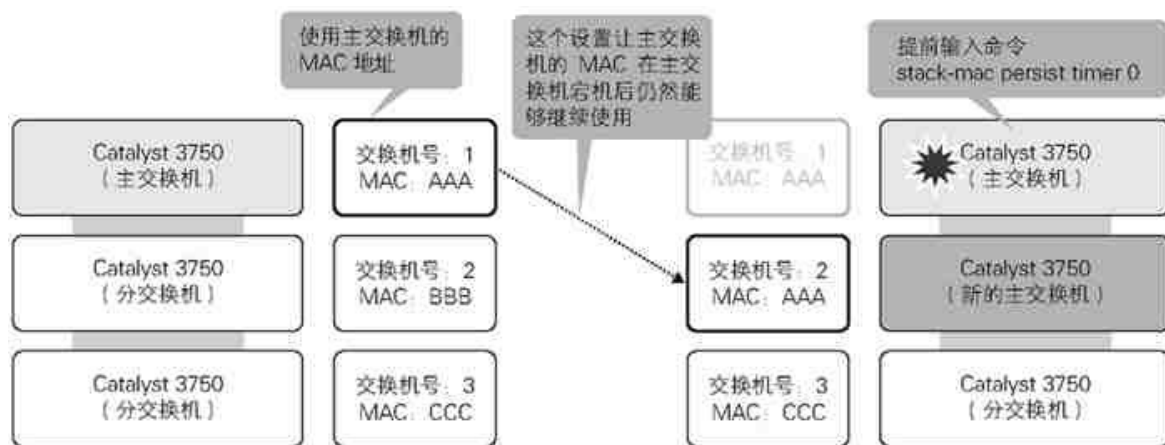 使用主交换机的
MAC 地址
这个设置让主交换
机的 MAC 在主交
换机宕机后仍然能
够继续使用
提前输入命令
stack-mac persist timer 0
Catalyst 3750
（主交换机）
交换机号：1
MAC：AAA
交换机号：1
MAC：AAA
Catalyst 3750
（主交换机）
Catalyst 3750
（分交换机）
交换机号：2
MAC：BBB
交换机号：2
MAC：AAA
Catalyst 3750
（新的主交换机）
Catalyst 3750
（分交换机）
交换机号：3
MAC：CCC
交换机号：3
MAC：CCC
Catalyst 3750
（分交换机）